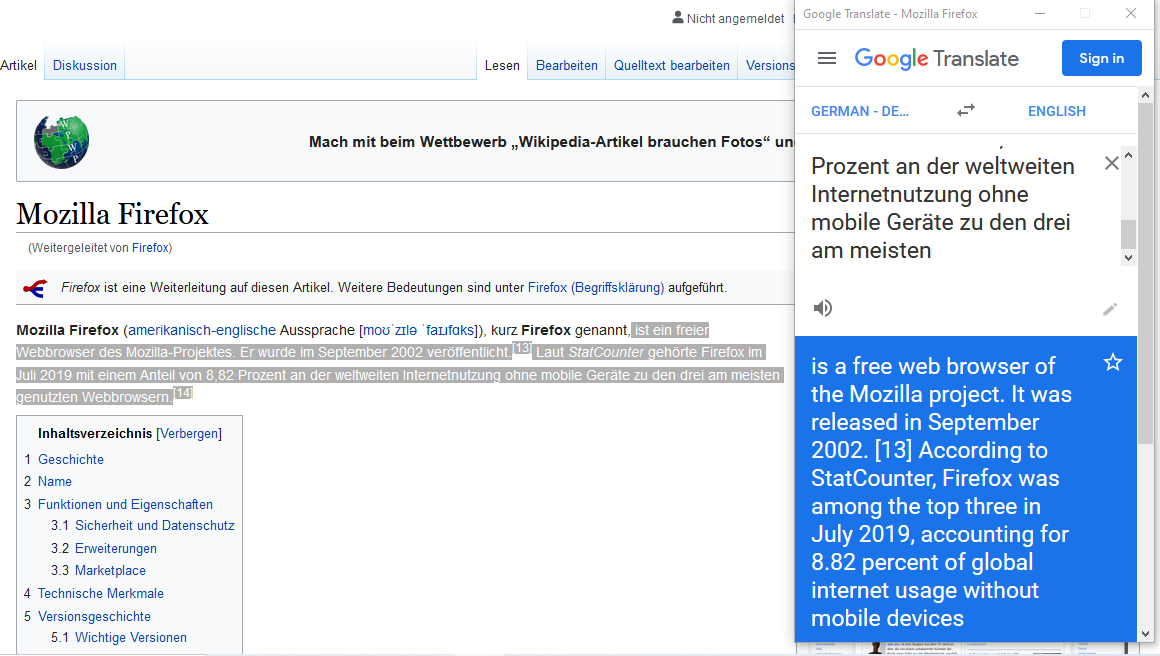 Nicht angemeldet
Artikel Diskussion Lesen Bearbeiten Quelltext bearbeiten Versions
Mach mit beim Wettbewerb „Wikipedia-Artikel brauchen Fotos“ un
Mozilla Firefox
(Weitergeleitet von Firefox)
Firefox ist eine Weiterleitung auf diesen Artikel. Weitere Bedeutungen sind unter Firefox (Begriffsklärung) aufgeführt.
Mozilla Firefox (amerikanisch-englische Aussprache [moʊˈzɪlə ˈfaɪɹfɑks]), kurz Firefox genannt, ist ein freier
Webbrowser des Mozilla-Projektes. Er wurde im September 2002 veröffentlicht.[13] Laut StatCounter gehörte Firefox im
Juli 2019 mit einem Anteil von 8,82 Prozent an der weltweiten Internetnutzung ohne mobile Geräte zu den drei am meisten
genutzten Webbrowsern.[14]
Inhaltsverzeichnis [Verbergen]
1 Geschichte
2 Name
3 Funktionen und Eigenschaften
3.1 Sicherheit und Datenschutz
3.2 Erweiterungen
3.3 Marketplace
4 Technische Merkmale
5 Versionsgeschichte
5.1 Wichtige Versionen
Google Translate - Mozilla Firefox
Google Translate Sign in
GERMAN - DE... ENGLISH
Prozent an der weltweiten
Internetnutzung ohne
mobile Geräte zu den drei
am meisten
is a free web browser of
the Mozilla project. It was
released in September
2002. [13] According to
StatCounter, Firefox was
among the top three in
July 2019, accounting for
8.82 percent of global
internet usage without
mobile devices